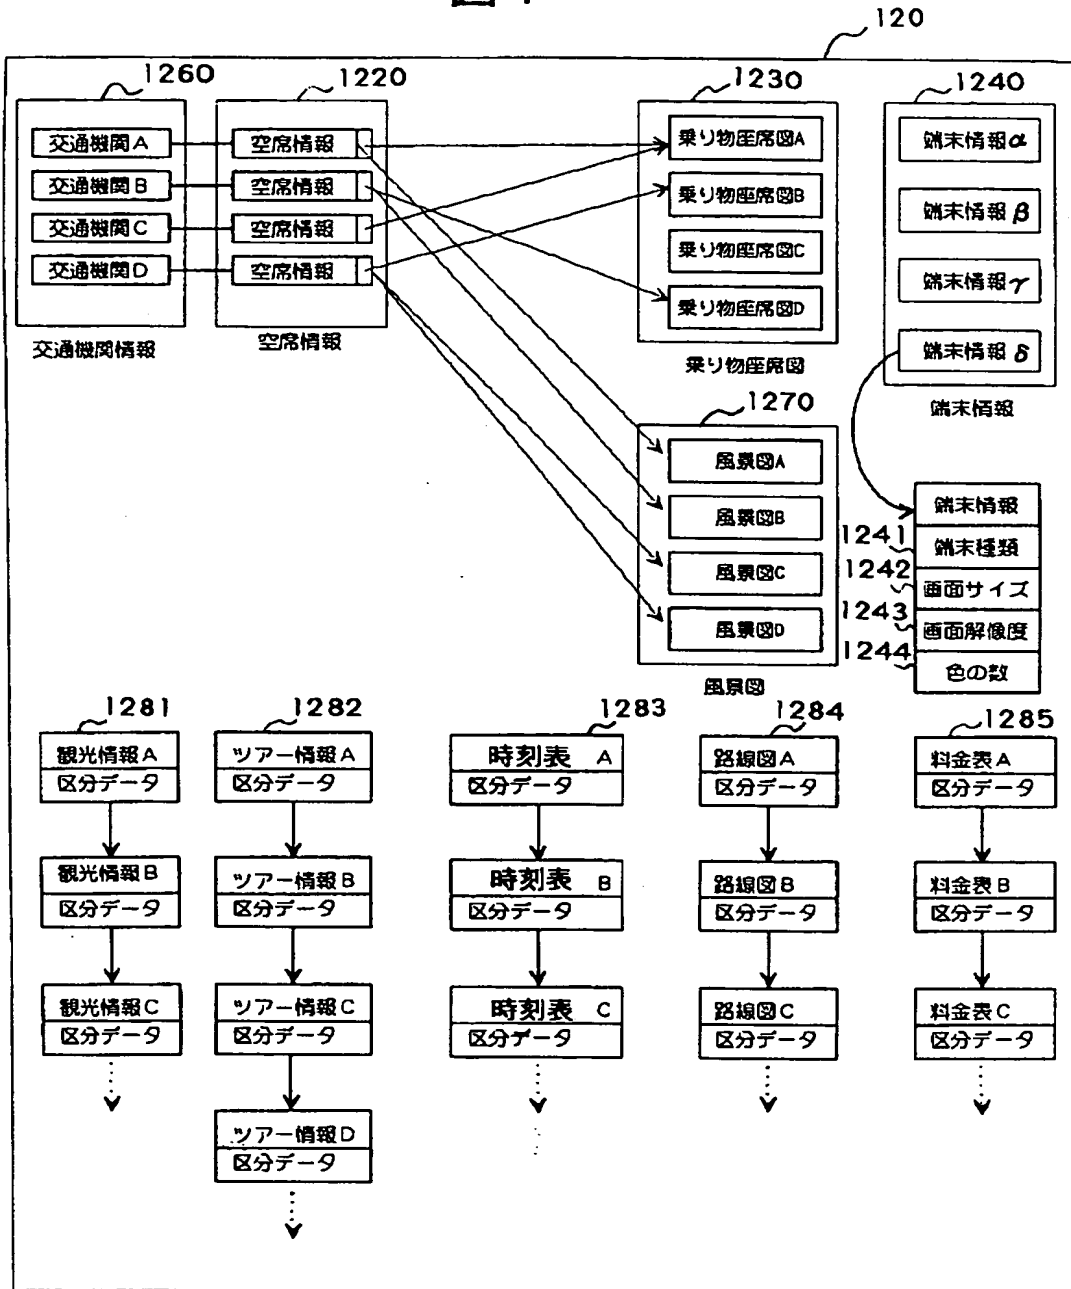 120
1260
交通機関A
交通機関B
交通機関C
交通機関D
交通機関情報
1220
空席情報
空席情報
空席情報
空席情報
空席情報
1230
乗り物座席図A
乗り物座席図B
乗り物座席図C
乗り物座席図D
乗り物座席図
1240
端末情報α
端末情報β
端末情報γ
端末情報δ
端末情報
1270
風景図A
風景図B
風景図C
風景図D
風景図
端末情報
1241
端末種類
1242
画面サイズ
1243
画面解像度
1244
色の数
1281
観光情報A
区分データ
観光情報B
区分データ
観光情報C
区分データ
1282
ツアー情報A
区分データ
ツアー情報B
区分データ
ツアー情報C
区分データ
ツアー情報D
区分データ
1283
時刻表 A
区分データ
時刻表 B
区分データ
時刻表 C
区分データ
1284
路線図A
区分データ
路線図B
区分データ
路線図C
区分データ
1285
料金表A
区分データ
料金表B
区分データ
料金表C
区分データ